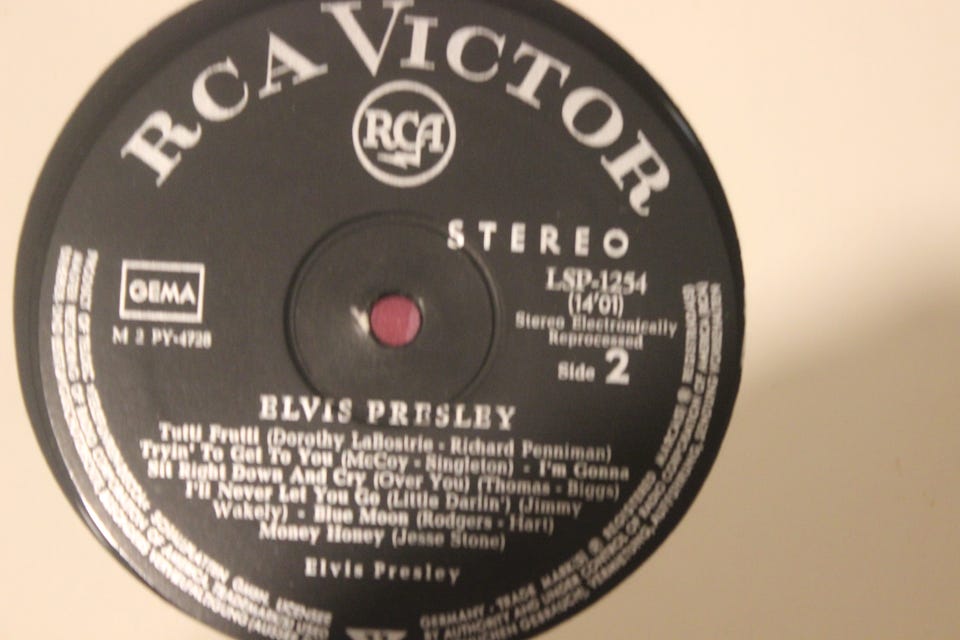 RCA VICTOR
RCA
STEREO
GEMA
M 2 PY-4728
LSP-1254
(14'01)
Stereo Electronically
Reprocessed
Side 2
ELVIS PRESLEY
Tutti Frutti (Dorothy LaBostrie - Richard Penniman)
Tryin' To Get To You (McCoy - Singleton) - I'm Gonna
Sit Right Down And Cry (Over You) (Thomas - Biggs)
I'll Never Let You Go (Little Darlin') (Jimmy
Wakely) - Blue Moon (Rodgers - Hart)
Money Honey (Jesse Stone)
Elvis Presley